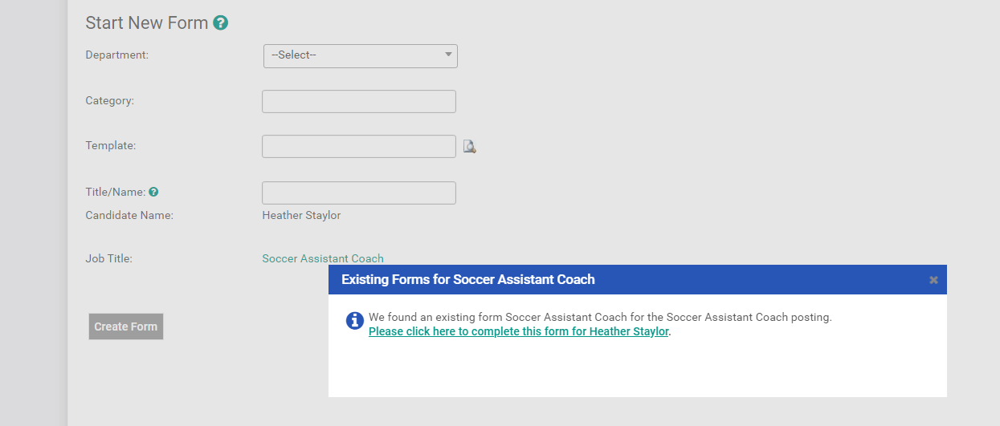 Start New Form ?
Department:
--Select--
Category:
Template:
Title/Name: ?
Candidate Name:
Heather Staylor
Job Title:
Soccer Assistant Coach
Existing Forms for Soccer Assistant Coach
We found an existing form Soccer Assistant Coach for the Soccer Assistant Coach posting.
Please click here to complete this form for Heather Staylor.
Create Form